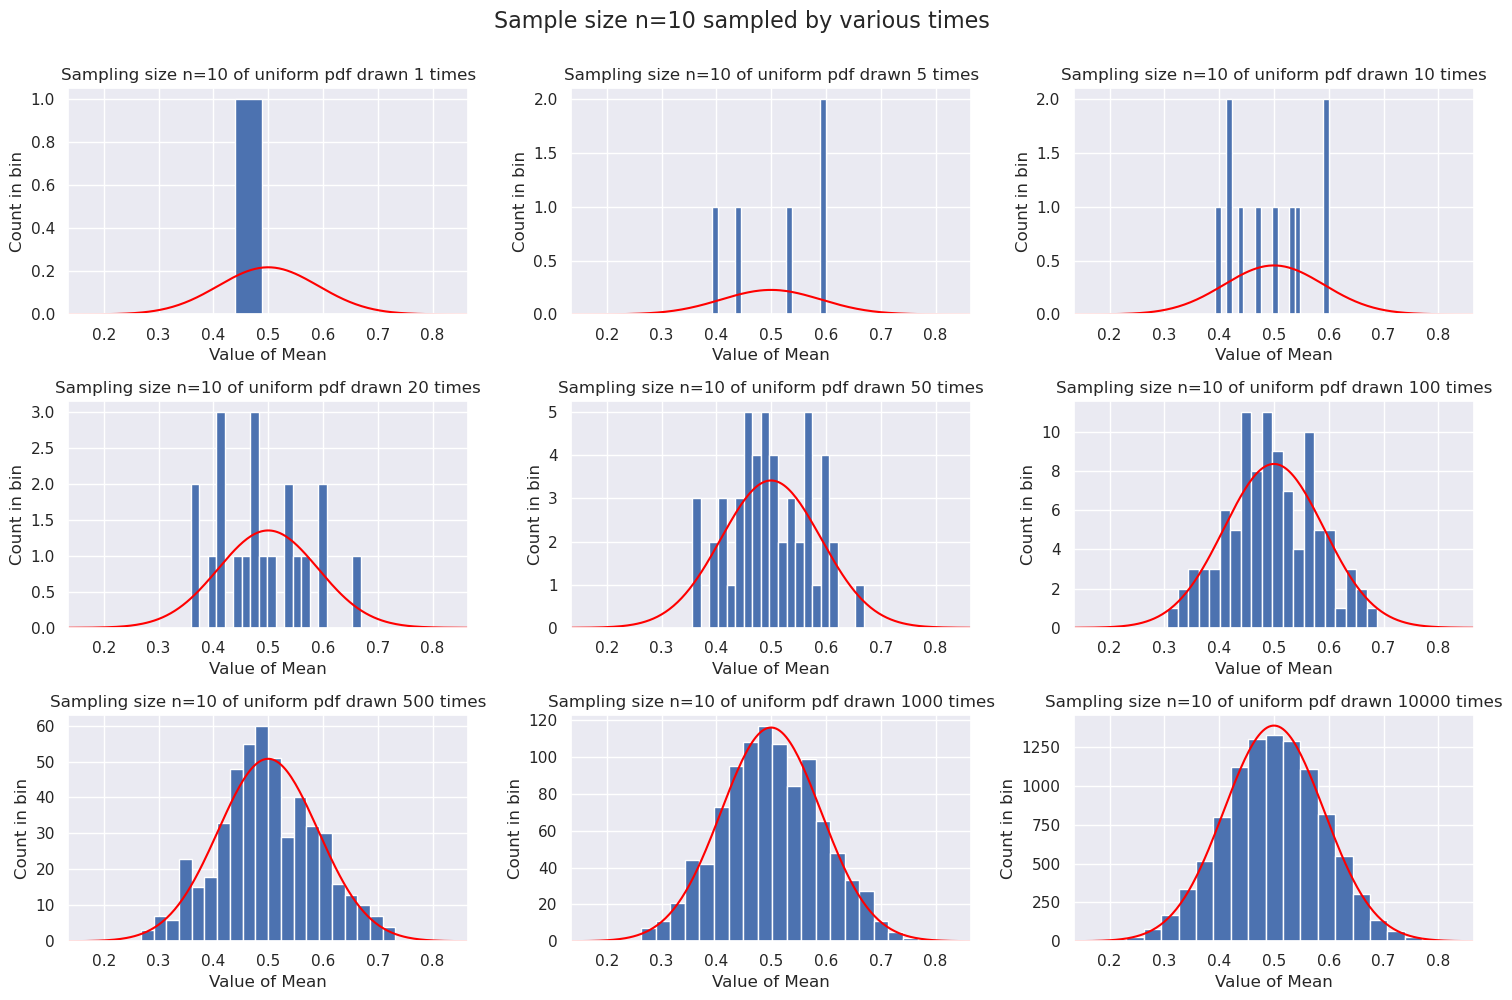 Sample size n=10 sampled by various times
Sampling size n=10 of uniform pdf drawn 1 times
1.0
0.8
0.6
0.4
0.2
0.0
Count in bin
0.2 0.3 0.4 0.5 0.6 0.7 0.8
Value of Mean
Sampling size n=10 of uniform pdf drawn 5 times
2.0
1.5
1.0
0.5
0.0
Count in bin
0.2 0.3 0.4 0.5 0.6 0.7 0.8
Value of Mean
Sampling size n=10 of uniform pdf drawn 10 times
2.0
1.5
1.0
0.5
0.0
Count in bin
0.2 0.3 0.4 0.5 0.6 0.7 0.8
Value of Mean
Sampling size n=10 of uniform pdf drawn 20 times
3.0
2.5
2.0
1.5
1.0
0.5
0.0
Count in bin
0.2 0.3 0.4 0.5 0.6 0.7 0.8
Value of Mean
Sampling size n=10 of uniform pdf drawn 50 times
5
4
3
2
1
0
Count in bin
0.2 0.3 0.4 0.5 0.6 0.7 0.8
Value of Mean
Sampling size n=10 of uniform pdf drawn 100 times
10
8
6
4
2
0
Count in bin
0.2 0.3 0.4 0.5 0.6 0.7 0.8
Value of Mean
Sampling size n=10 of uniform pdf drawn 500 times
60
50
40
30
20
10
0
Count in bin
0.2 0.3 0.4 0.5 0.6 0.7 0.8
Value of Mean
Sampling size n=10 of uniform pdf drawn 1000 times
120
100
80
60
40
20
0
Count in bin
0.2 0.3 0.4 0.5 0.6 0.7 0.8
Value of Mean
Sampling size n=10 of uniform pdf drawn 10000 times
1250
1000
750
500
250
0
Count in bin
0.2 0.3 0.4 0.5 0.6 0.7 0.8
Value of Mean